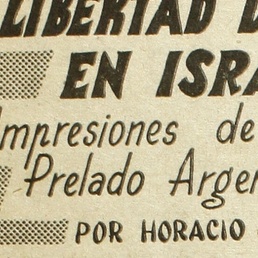 LIBERTAD D
EN ISRA
Impresiones de
Prelado Argen
POR HORACIO